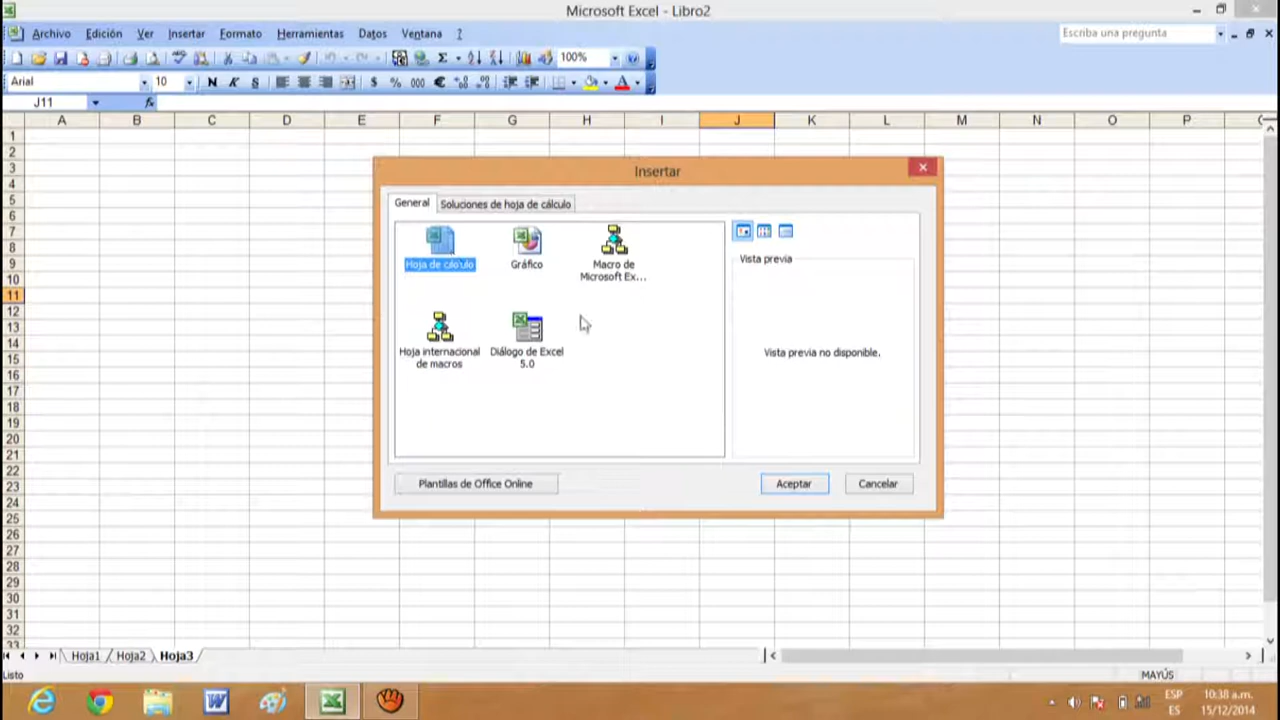 Microsoft Excel - Libro2
Archivo Edición Ver Insertar Formato Herramientas Datos Ventana ? Escriba una pregunta
100%
Arial 10 N K S $ % 000 €
J11 fx
A B C D E F G H I J K L M N O P
1
2
3
4
5
6
7
8
9
10
11
12
13
14
15
16
17
18
19
20
21
22
23
24
25
26
27
28
29
30
31
32
33
Insertar
General Soluciones de hoja de cálculo
Hoja de cálculo Gráfico Macro de
Microsoft Ex...
Hoja internacional
de macros
Diálogo de Excel
5.0
Vista previa
Vista previa no disponible.
Plantillas de Office Online Aceptar Cancelar
Hoja1 Hoja2 Hoja3
Listo MAYÚS
ESP
ES
10:38 a.m.
15/12/2014